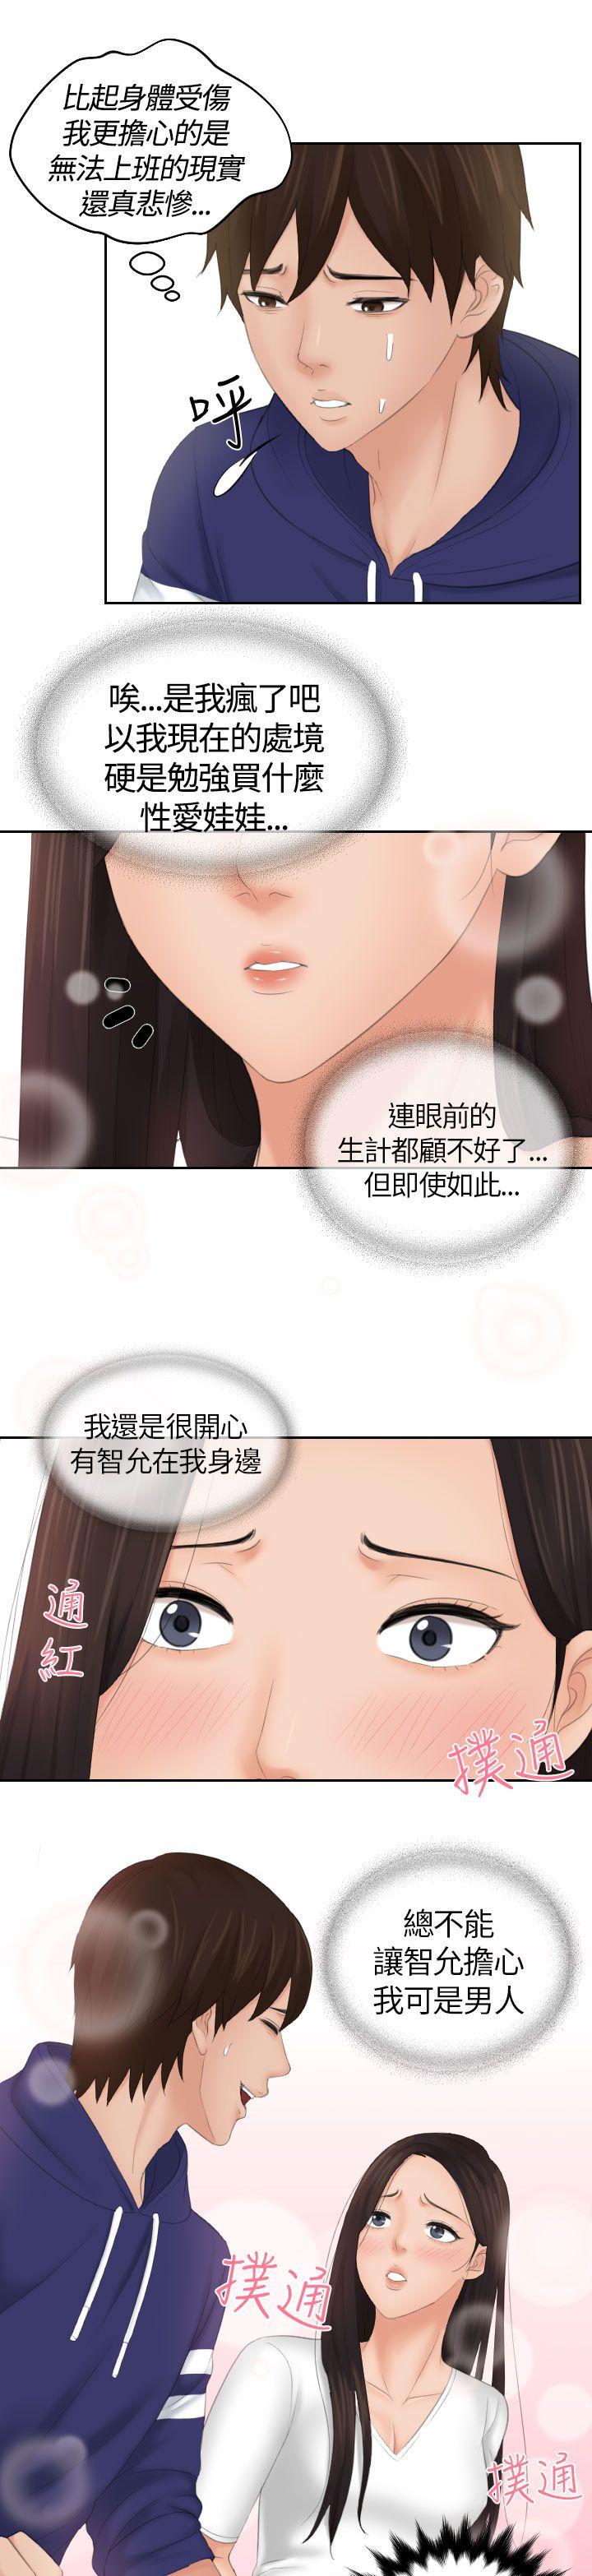 比起身體受傷
我更擔心的是
無法上班的現實
還真悲慘...
呼
唉...是我瘋了吧
以我現在的處境
硬是勉強買什麼
性愛娃娃...
連眼前的
生計都顧不好了...
但即使如此...
我還是很開心
有智允在我身邊
通紅
撲通
總不能
讓智允擔心
我可是男人
撲通
撲通